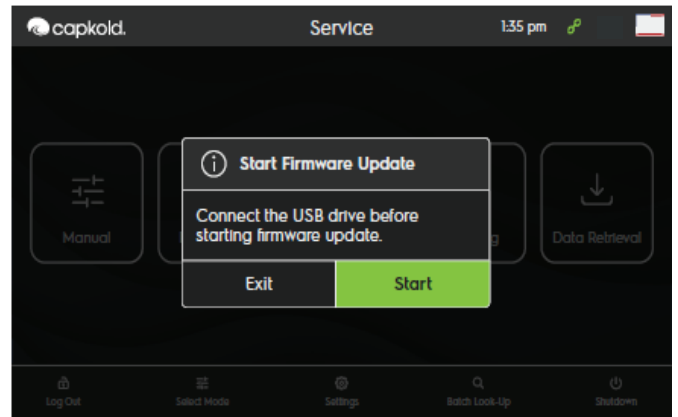 capkold.
Service
1:35 pm
Start Firmware Update
Connect the USB drive before
starting firmware update.
Exit
Start
Manual
Data Retrieval
Log Out
Select Mode
Settings
Batch Look-Up
Shutdown